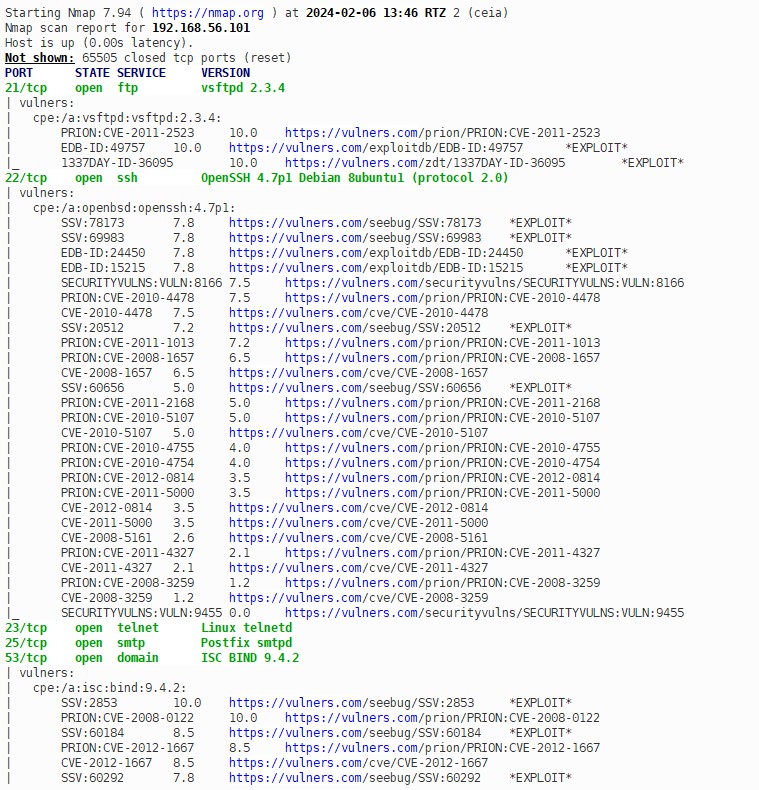 Starting Nmap 7.94 ( https://nmap.org ) at 2024-02-06 13:46 RTZ 2 (ceia)
Nmap scan report for 192.168.56.101
Host is up (0.00s latency).
Not shown: 65505 closed tcp ports (reset)
PORT      STATE SERVICE     VERSION
21/tcp    open  ftp         vsftpd 2.3.4
| vulners:
|   cpe:/a:vsftpd:vsftpd:2.3.4:
|       PRION:CVE-2011-2523     10.0    https://vulners.com/prion/PRION:CVE-2011-2523
|       EDB-ID:49757    10.0    https://vulners.com/exploitdb/EDB-ID:49757      *EXPLOIT*
|_      1337DAY-ID-36095        10.0    https://vulners.com/zdt/1337DAY-ID-36095        *EXPLOIT*
22/tcp    open  ssh         OpenSSH 4.7p1 Debian 8ubuntu1 (protocol 2.0)
| vulners:
|   cpe:/a:openbsd:openssh:4.7p1:
|       SSV:78173       7.8     https://vulners.com/seebug/SSV:78173    *EXPLOIT*
|       SSV:69983       7.8     https://vulners.com/seebug/SSV:69983    *EXPLOIT*
|       EDB-ID:24450    7.8     https://vulners.com/exploitdb/EDB-ID:24450      *EXPLOIT*
|       EDB-ID:15215    7.8     https://vulners.com/exploitdb/EDB-ID:15215      *EXPLOIT*
|       SECURITYVULNS:VULN:8166 7.5     https://vulners.com/securityvulns/SECURITYVULNS:VULN:8166
|       PRION:CVE-2010-4478     7.5     https://vulners.com/prion/PRION:CVE-2010-4478
|       CVE-2010-4478   7.5     https://vulners.com/cve/CVE-2010-4478
|       SSV:20512       7.2     https://vulners.com/seebug/SSV:20512    *EXPLOIT*
|       PRION:CVE-2011-1013     7.2     https://vulners.com/prion/PRION:CVE-2011-1013
|       PRION:CVE-2008-1657     6.5     https://vulners.com/prion/PRION:CVE-2008-1657
|       CVE-2008-1657   6.5     https://vulners.com/cve/CVE-2008-1657
|       SSV:60656       5.0     https://vulners.com/seebug/SSV:60656    *EXPLOIT*
|       PRION:CVE-2011-2168     5.0     https://vulners.com/prion/PRION:CVE-2011-2168
|       PRION:CVE-2010-5107     5.0     https://vulners.com/prion/PRION:CVE-2010-5107
|       CVE-2010-5107   5.0     https://vulners.com/cve/CVE-2010-5107
|       PRION:CVE-2010-4755     4.0     https://vulners.com/prion/PRION:CVE-2010-4755
|       PRION:CVE-2010-4754     4.0     https://vulners.com/prion/PRION:CVE-2010-4754
|       PRION:CVE-2012-0814     3.5     https://vulners.com/prion/PRION:CVE-2012-0814
|       PRION:CVE-2011-5000     3.5     https://vulners.com/prion/PRION:CVE-2011-5000
|       CVE-2012-0814   3.5     https://vulners.com/cve/CVE-2012-0814
|       CVE-2011-5000   3.5     https://vulners.com/cve/CVE-2011-5000
|       CVE-2008-5161   2.6     https://vulners.com/cve/CVE-2008-5161
|       PRION:CVE-2011-4327     2.1     https://vulners.com/prion/PRION:CVE-2011-4327
|       CVE-2011-4327   2.1     https://vulners.com/cve/CVE-2011-4327
|       PRION:CVE-2008-3259     1.2     https://vulners.com/prion/PRION:CVE-2008-3259
|       CVE-2008-3259   1.2     https://vulners.com/cve/CVE-2008-3259
|_      SECURITYVULNS:VULN:9455 0.0     https://vulners.com/securityvulns/SECURITYVULNS:VULN:9455
23/tcp    open  telnet      Linux telnetd
25/tcp    open  smtp        Postfix smtpd
53/tcp    open  domain      ISC BIND 9.4.2
| vulners:
|   cpe:/a:isc:bind:9.4.2:
|       SSV:2853        10.0    https://vulners.com/seebug/SSV:2853     *EXPLOIT*
|       PRION:CVE-2008-0122     10.0    https://vulners.com/prion/PRION:CVE-2008-0122
|       SSV:60184       8.5     https://vulners.com/seebug/SSV:60184    *EXPLOIT*
|       PRION:CVE-2012-1667     8.5     https://vulners.com/prion/PRION:CVE-2012-1667
|       CVE-2012-1667   8.5     https://vulners.com/cve/CVE-2012-1667
|       SSV:60292       7.8     https://vulners.com/seebug/SSV:60292    *EXPLOIT*